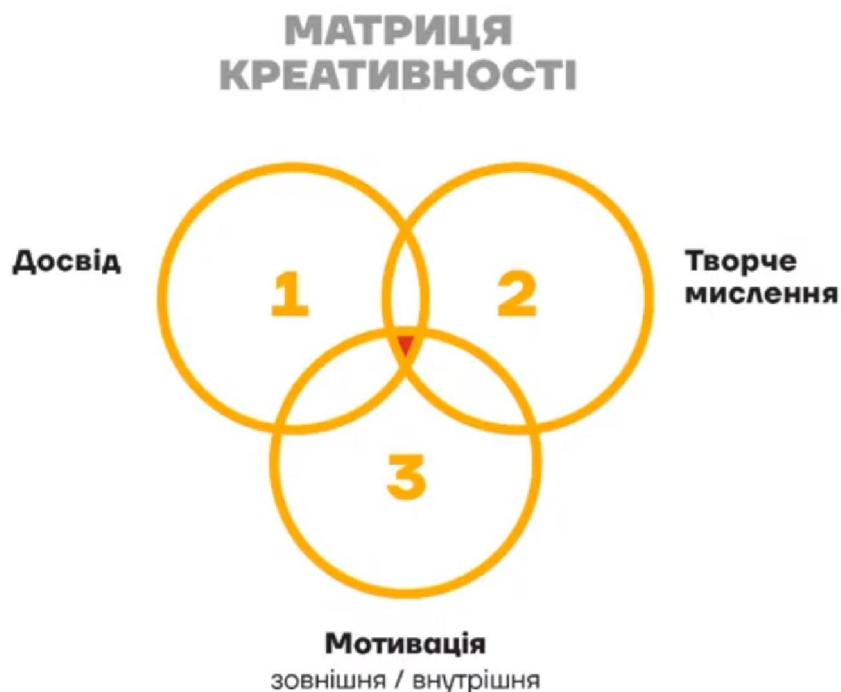 МАТРИЦЯ
КРЕАТИВНОСТІ
Досвід
1
2
Творче
мислення
3
Мотивація
зовнішня / внутрішня